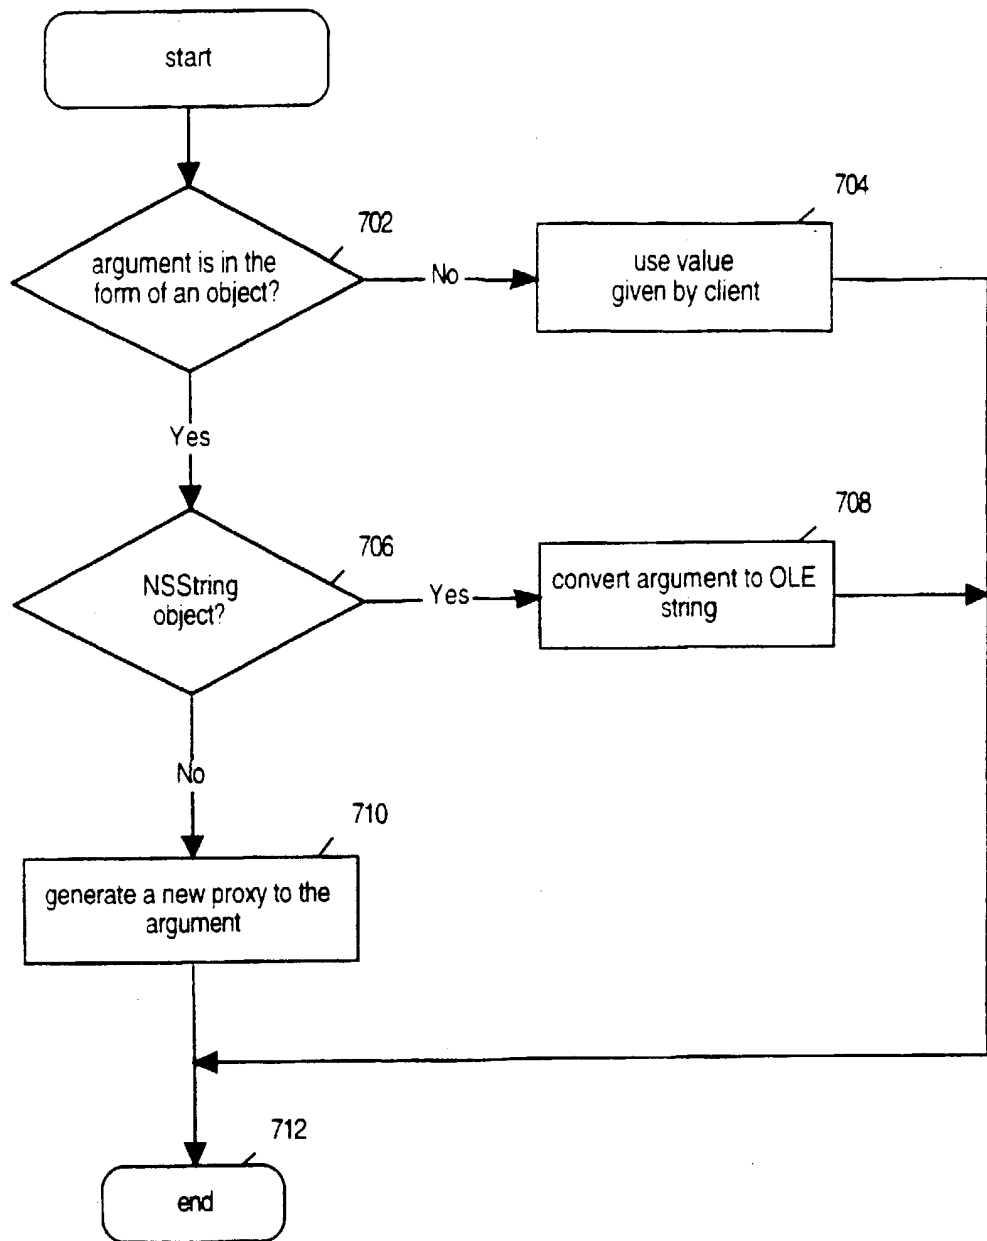 start
702
argument is in the
form of an object?
No
704
use value
given by client
Yes
706
NSString
object?
Yes
708
convert argument to OLE
string
No
710
generate a new proxy to the
argument
712
end